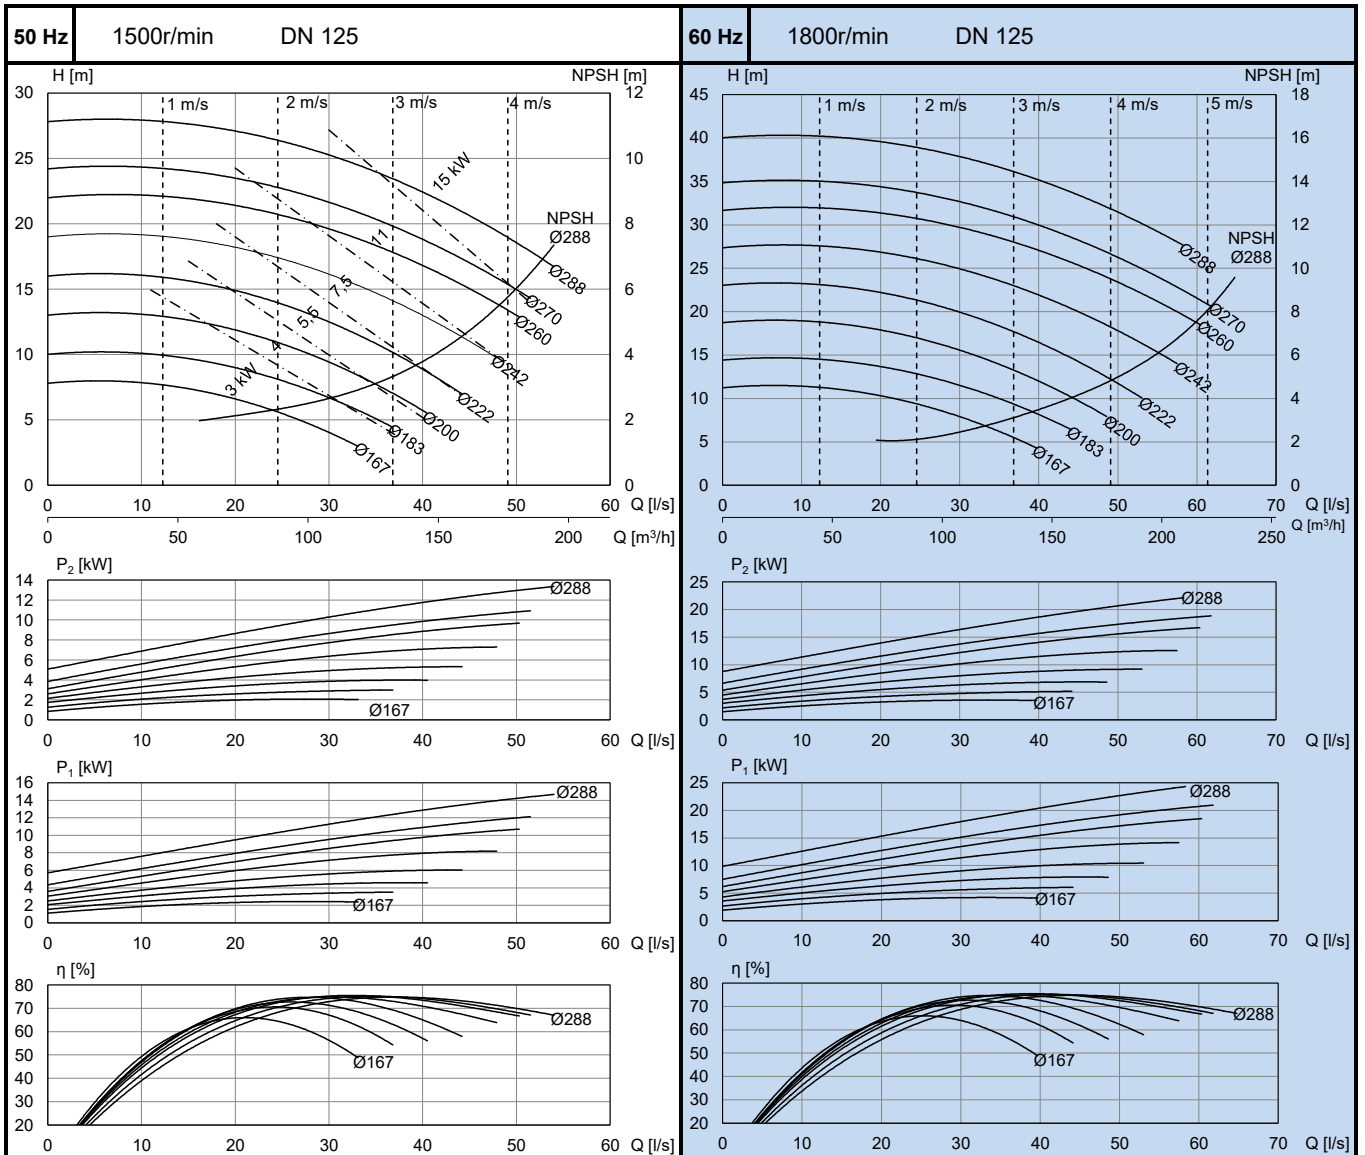 50 Hz 1500r/min DN 125
H [m] NPSH [m]
30 12
1 m/s 2 m/s 3 m/s 4 m/s
25 10
15 kW
20 8
NPSH
Ø288
11
15 6
7,5
5,5
Ø288
Ø270
Ø260
10 4
4
3 kW
Ø242
Ø222
Ø200
Ø183
Ø167
5 2
0 0
0 10 20 30 40 50 60 Q [l/s]
0 50 100 150 200 Q [m³/h]
P2 [kW]
14
12
10
8
6
4
2
0
Ø288
Ø167
0 10 20 30 40 50 60 Q [l/s]
P1 [kW]
16
14
12
10
8
6
4
2
0
Ø288
Ø167
0 10 20 30 40 50 60 Q [l/s]
η [%]
80
70
60
50
40
30
20
Ø288
Ø167
0 10 20 30 40 50 60 Q [l/s]
60 Hz 1800r/min DN 125
H [m] NPSH [m]
45 18
1 m/s 2 m/s 3 m/s 4 m/s 5 m/s
40 16
35 14
30 12
NPSH
Ø288
Ø288
25 10
20 8
Ø270
Ø260
15 6
Ø242
10 4
Ø222
Ø200
Ø183
Ø167
5 2
0 0
0 10 20 30 40 50 60 70 Q [l/s]
0 50 100 150 200 250 Q [m³/h]
P2 [kW]
25
20
15
10
5
0
Ø288
Ø167
0 10 20 30 40 50 60 70 Q [l/s]
P1 [kW]
25
20
15
10
5
0
Ø288
Ø167
0 10 20 30 40 50 60 70 Q [l/s]
η [%]
80
70
60
50
40
30
20
Ø288
Ø167
0 10 20 30 40 50 60 70 Q [l/s]